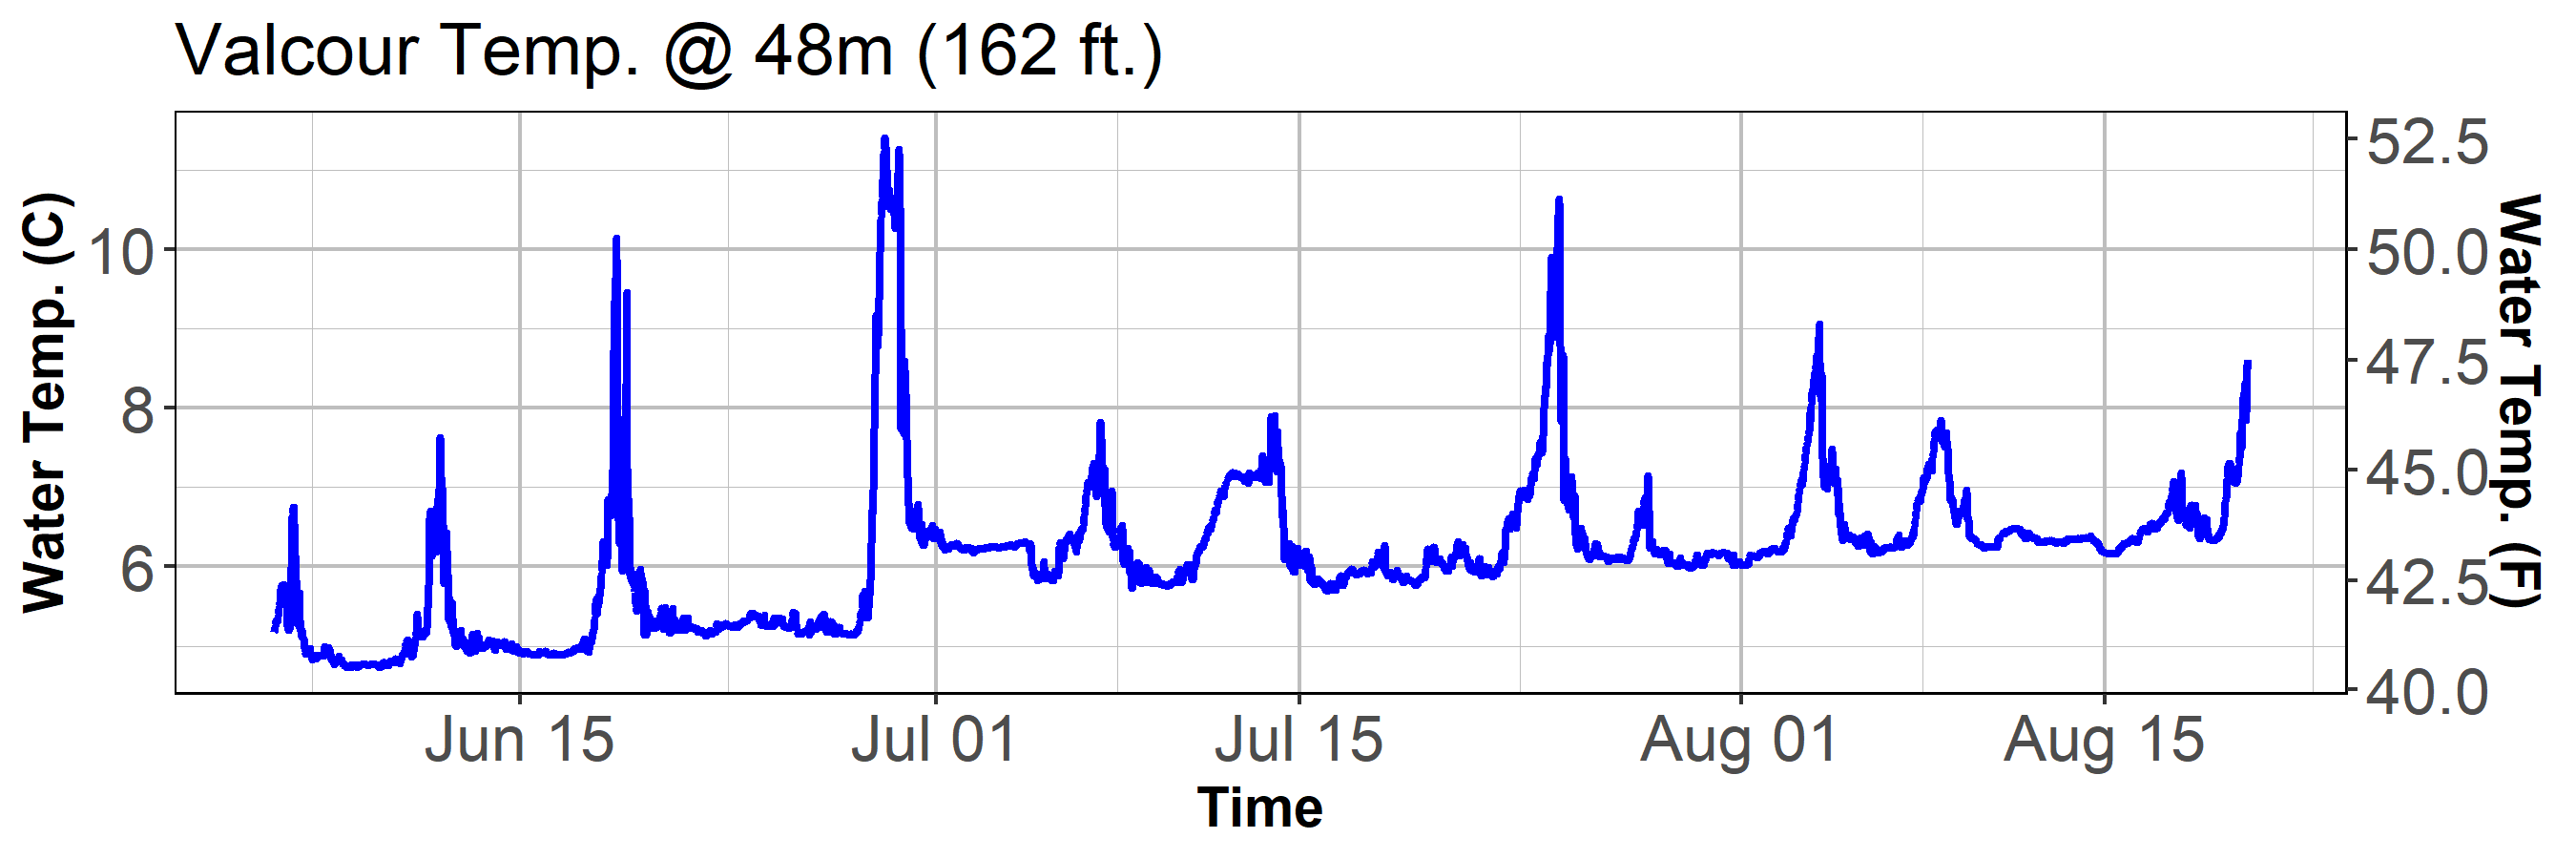 Valcour Temp. @ 48m (162 ft.)
Water Temp. (C)
10
8
6
52.5
50.0
47.5
45.0
42.5
40.0
Water Temp. (F)
Jun 15
Jul 01
Jul 15
Aug 01
Aug 15
Time